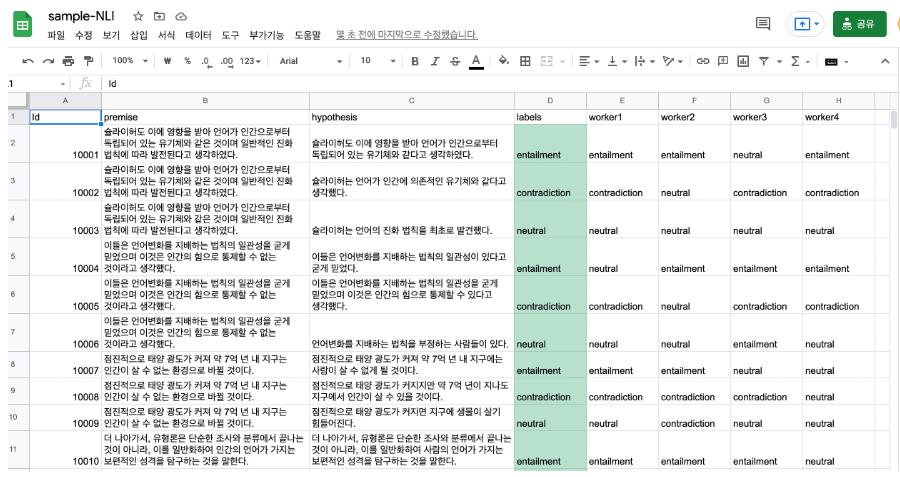 sample-NLI
파일 수정 보기 삽입 서식 데이터 도구 부가기능 도움말 몇 초 전에 마지막으로 수정했습니다.
공유
100% ₩ % .0 .00 123 Arial 10 B I S A
.1 fx Id
A B C D E F G H
1 Id premise hypothesis labels worker1 worker2 worker3 worker4
슐라이허도 이에 영향을 받아 언어가 인간으로부터
독립되어 있는 유기체와 같은 것이며 일반적인 진화
법칙에 따라 발전된다고 생각하였다.
슐라이허도 이에 영향을 받아 언어가 인간으로부터
독립되어 있는 유기체와 같다고 생각하였다.
2 10001 entailment entailment entailment neutral entailment
슐라이허도 이에 영향을 받아 언어가 인간으로부터
독립되어 있는 유기체와 같은 것이며 일반적인 진화
법칙에 따라 발전된다고 생각하였다.
슐라이허는 언어가 인간에 의존적인 유기체와 같다고
생각했다.
3 10002 contradiction contradiction neutral contradiction contradiction
슐라이허도 이에 영향을 받아 언어가 인간으로부터
독립되어 있는 유기체와 같은 것이며 일반적인 진화
법칙에 따라 발전된다고 생각하였다.
슐라이허는 언어의 진화 법칙을 최초로 발견했다.
4 10003 neutral neutral neutral neutral neutral
이들은 언어변화를 지배하는 법칙의 일관성을 굳게
믿었으며 이것은 인간의 힘으로 통제할 수 없는
것이라고 생각했다.
이들은 언어변화를 지배하는 법칙의 일관성이 있다고
굳게 믿었다.
5 10004 entailment neutral entailment entailment entailment
이들은 언어변화를 지배하는 법칙의 일관성을 굳게
믿었으며 이것은 인간의 힘으로 통제할 수 없는
것이라고 생각했다.
이들은 언어변화를 지배하는 법칙의 일관성을 굳게
믿었으며 이것은 인간의 힘으로 통제할 수 있다고
생각했다.
6 10005 contradiction contradiction neutral contradiction contradiction
이들은 언어변화를 지배하는 법칙의 일관성을 굳게
믿었으며 이것은 인간의 힘으로 통제할 수 없는
것이라고 생각했다.
언어변화를 지배하는 법칙을 부정하는 사람들이 있다.
7 10006 neutral neutral neutral entailment neutral
점진적으로 태양 광도가 커져 약 7억 년 내 지구는
인간이 살 수 없는 환경으로 바뀔 것이다.
점진적으로 태양 광도가 커져 약 7억 년 내 지구에는
사람이 살 수 없게 될 것이다.
8 10007 entailment entailment entailment neutral neutral
점진적으로 태양 광도가 커져 약 7억 년 내 지구는
인간이 살 수 없는 환경으로 바뀔 것이다.
점진적으로 태양 광도가 커지지만 약 7억 년이 지나도
지구에서 인간이 살 수 있을 것이다.
9 10008 contradiction contradiction contradiction contradiction neutral
점진적으로 태양 광도가 커져 약 7억 년 내 지구는
인간이 살 수 없는 환경으로 바뀔 것이다.
점진적으로 태양 광도가 커지면 지구에 생물이 살기
힘들어진다.
10 10009 neutral neutral contradiction neutral neutral
더 나아가서, 유형론은 단순한 조사와 분류에서 끝나는
것이 아니라, 이를 일반화하여 인간의 언어가 가지는
보편적인 성격을 탐구하는 것을 말한다.
더 나아가서, 유형론은 단순한 조사와 분류에서 끝나는
것이 아니라, 이를 일반화하여 사람의 언어가 가지는
보편적인 성격을 탐구하는 것을 말한다.
11 10010 entailment entailment entailment entailment neutral